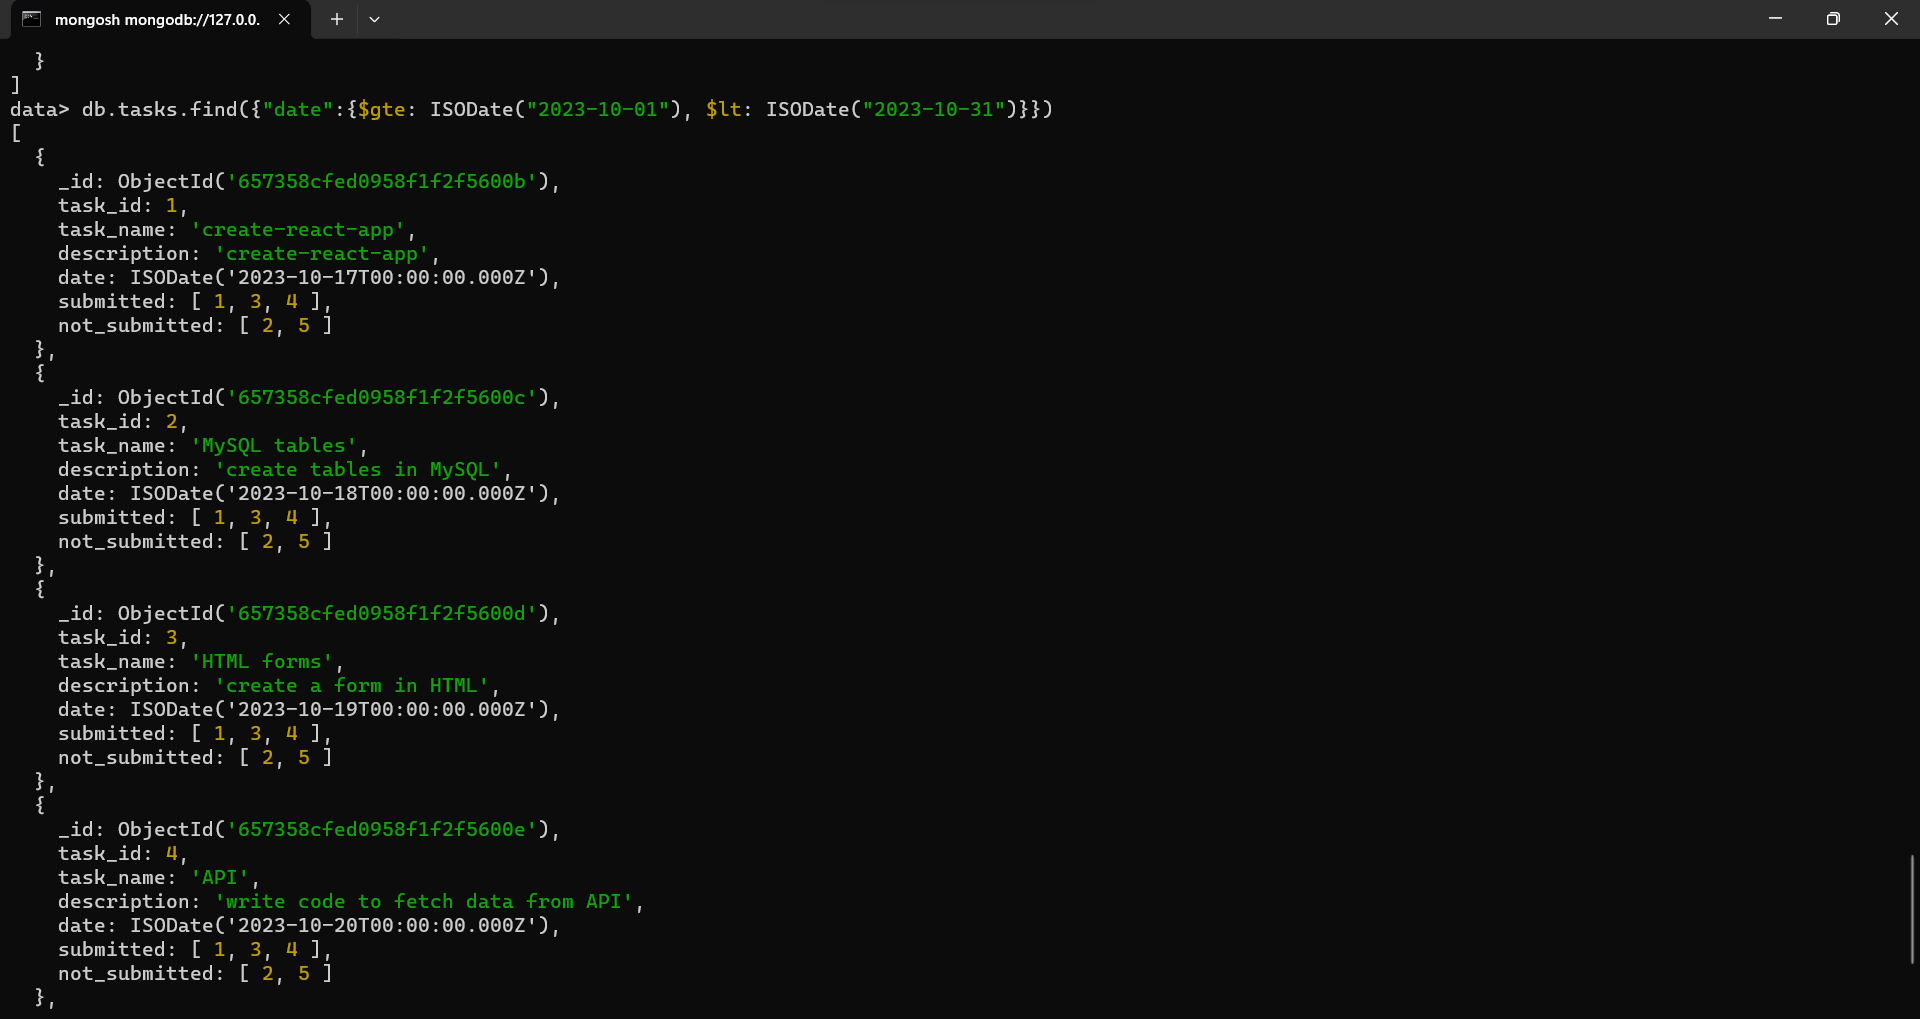 mongosh mongodb://127.0.0.
}
]
data> db.tasks.find({"date":{$gte: ISODate("2023-10-01"), $lt: ISODate("2023-10-31")}})
[
  {
    _id: ObjectId('657358cfed0958f1f2f5600b'),
    task_id: 1,
    task_name: 'create-react-app',
    description: 'create-react-app',
    date: ISODate('2023-10-17T00:00:00.000Z'),
    submitted: [ 1, 3, 4 ],
    not_submitted: [ 2, 5 ]
  },
  {
    _id: ObjectId('657358cfed0958f1f2f5600c'),
    task_id: 2,
    task_name: 'MySQL tables',
    description: 'create tables in MySQL',
    date: ISODate('2023-10-18T00:00:00.000Z'),
    submitted: [ 1, 3, 4 ],
    not_submitted: [ 2, 5 ]
  },
  {
    _id: ObjectId('657358cfed0958f1f2f5600d'),
    task_id: 3,
    task_name: 'HTML forms',
    description: 'create a form in HTML',
    date: ISODate('2023-10-19T00:00:00.000Z'),
    submitted: [ 1, 3, 4 ],
    not_submitted: [ 2, 5 ]
  },
  {
    _id: ObjectId('657358cfed0958f1f2f5600e'),
    task_id: 4,
    task_name: 'API',
    description: 'write code to fetch data from API',
    date: ISODate('2023-10-20T00:00:00.000Z'),
    submitted: [ 1, 3, 4 ],
    not_submitted: [ 2, 5 ]
  },